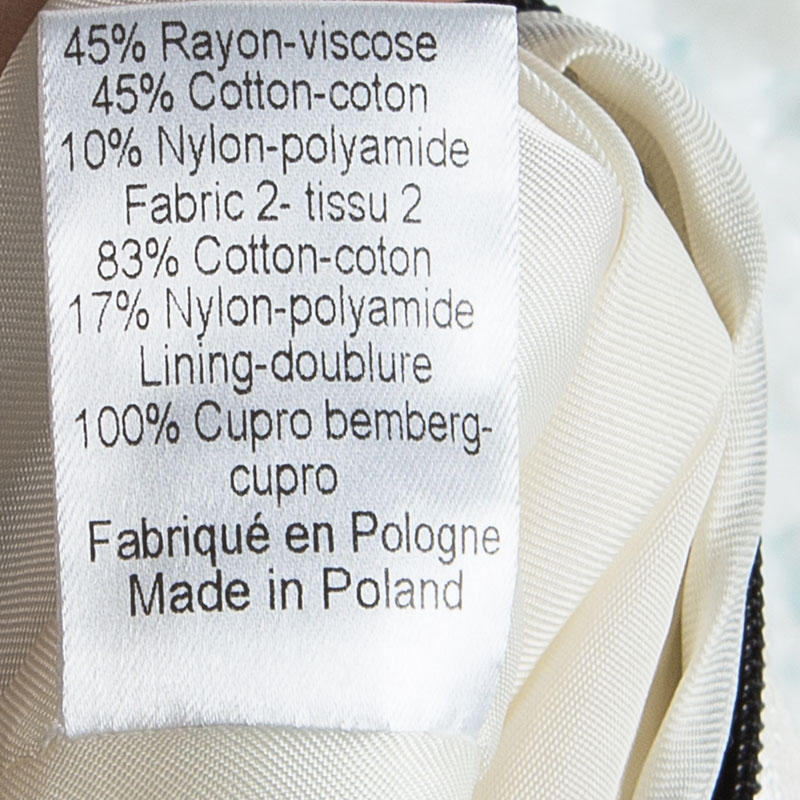 45% Rayon-viscose
45% Cotton-coton
10% Nylon-polyamide
Fabric 2- tissu 2
83% Cotton-coton
17% Nylon-polyamide
Lining-doublure
100% Cupro bemberg-
cupro
Fabriqué en Pologne
Made in Poland